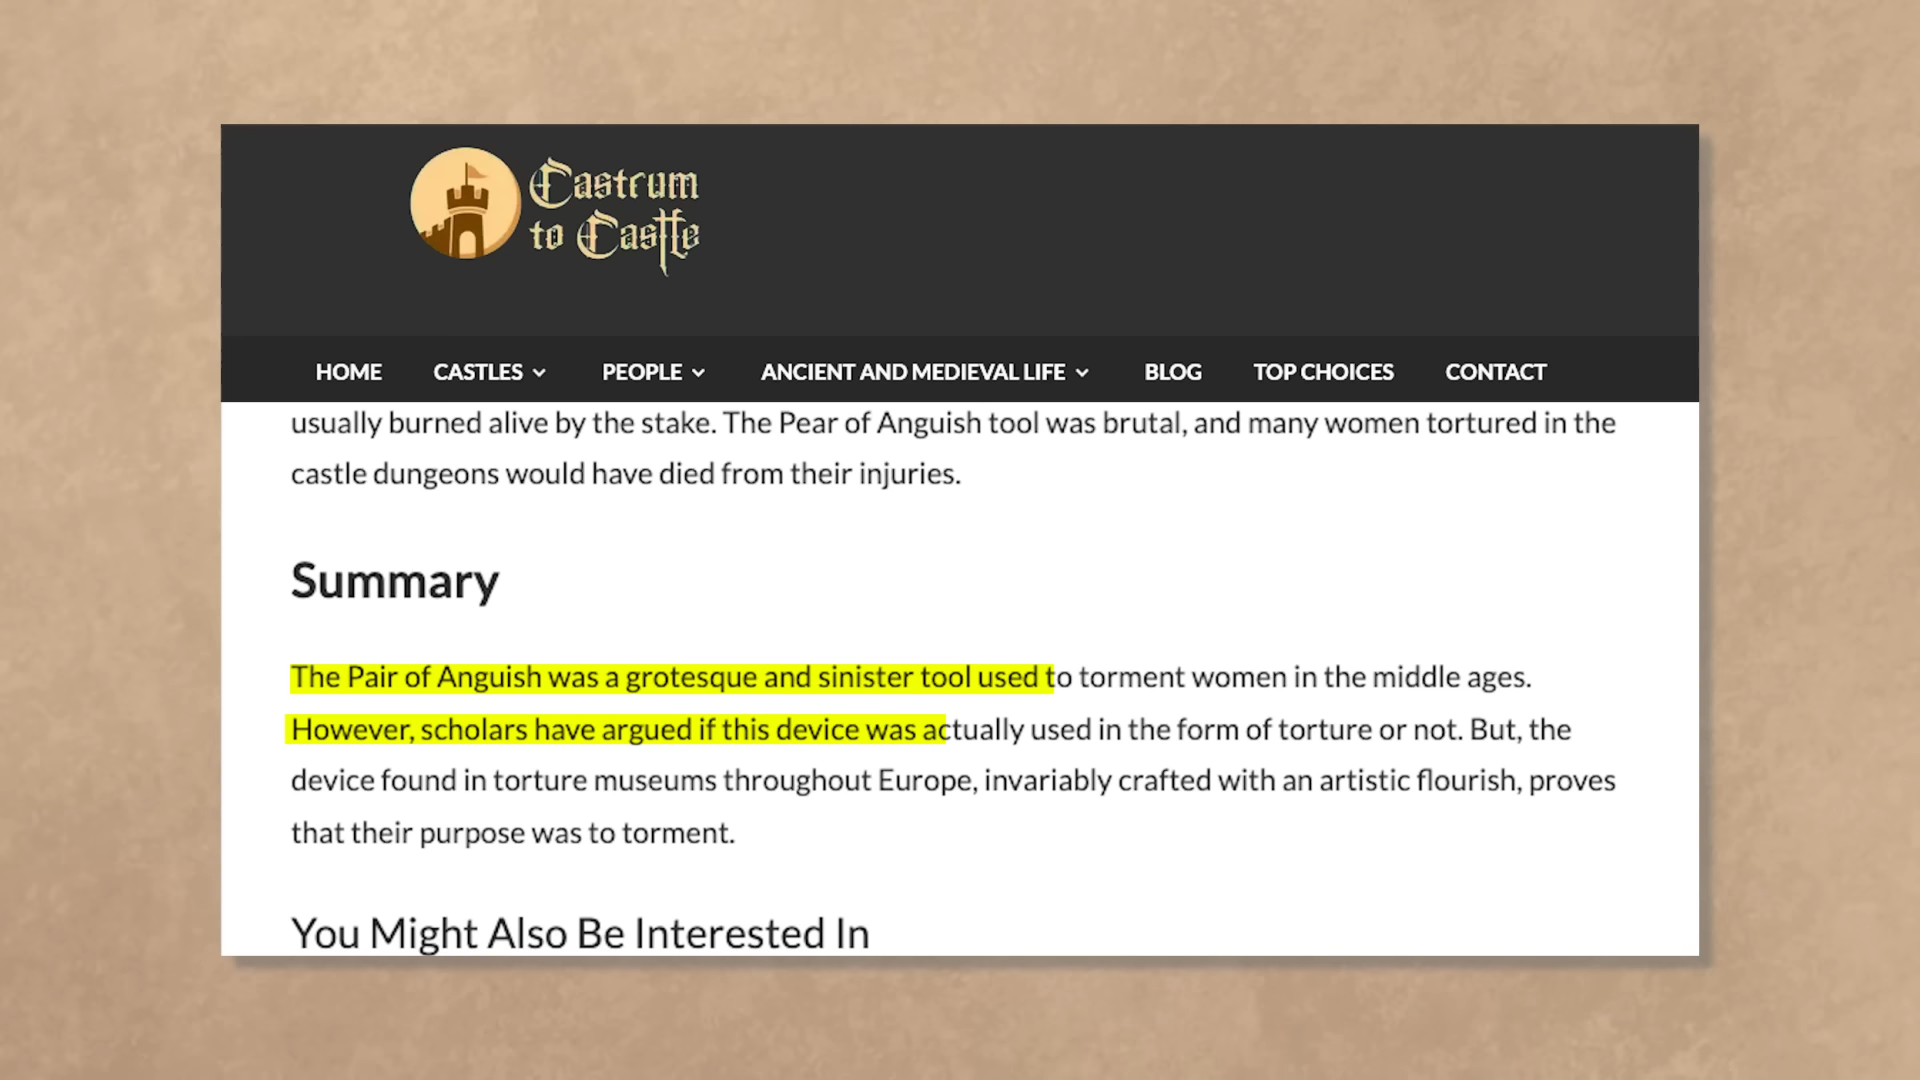 Castrum
to Castle
HOME CASTLES PEOPLE ANCIENT AND MEDIEVAL LIFE BLOG TOP CHOICES CONTACT
usually burned alive by the stake. The Pear of Anguish tool was brutal, and many women tortured in the
castle dungeons would have died from their injuries.
Summary
The Pair of Anguish was a grotesque and sinister tool used to torment women in the middle ages.
However, scholars have argued if this device was actually used in the form of torture or not. But, the
device found in torture museums throughout Europe, invariably crafted with an artistic flourish, proves
that their purpose was to torment.
You Might Also Be Interested In